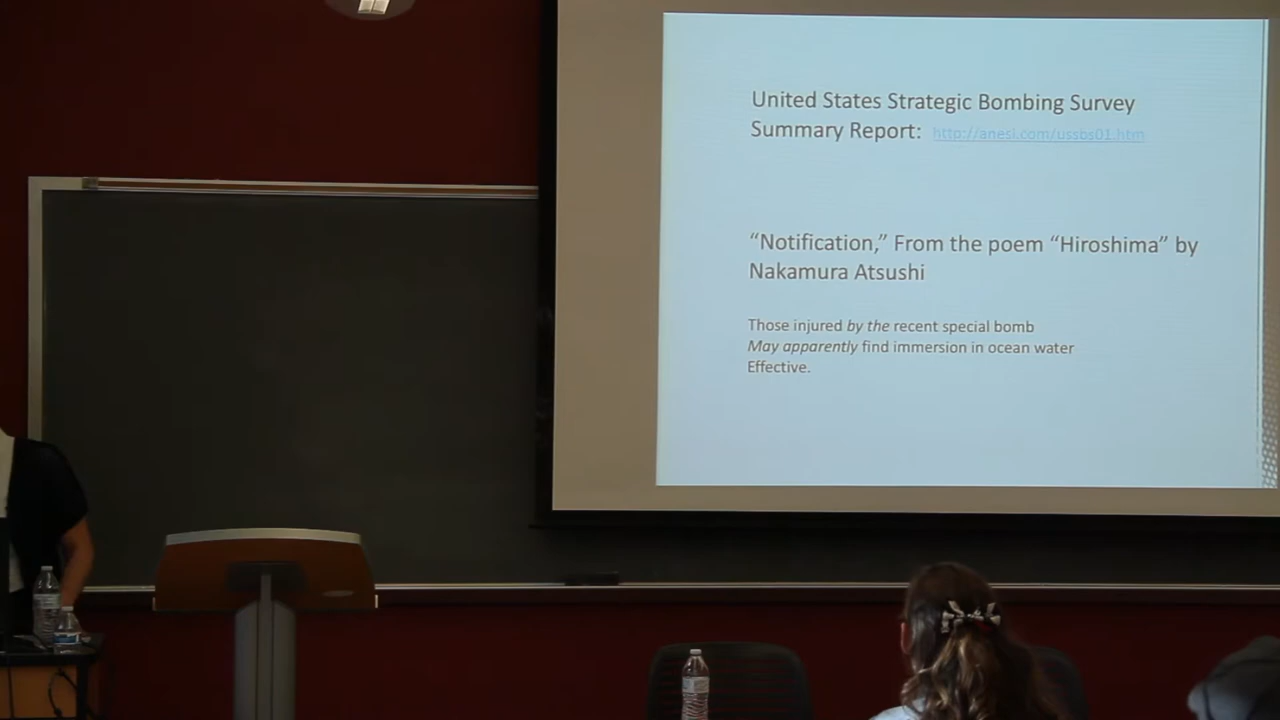 United States Strategic Bombing Survey
Summary Report: http://anesi.com/ussbs01.htm
“Notification,” From the poem “Hiroshima” by
Nakamura Atsushi
Those injured by the recent special bomb
May apparently find immersion in ocean water
Effective.